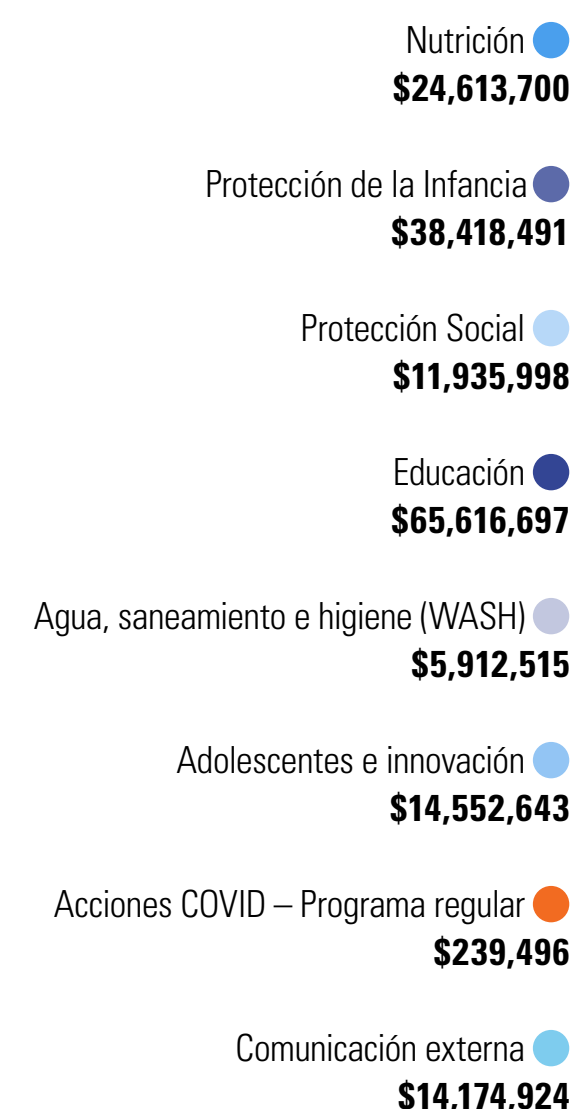 Nutrición
$24,613,700
Protección de la Infancia
$38,418,491
Protección Social
$11,935,998
Educación
$65,616,697
Agua, saneamiento e higiene (WASH)
$5,912,515
Adolescentes e innovación
$14,552,643
Acciones COVID – Programa regular
$239,496
Comunicación externa
$14,174,924